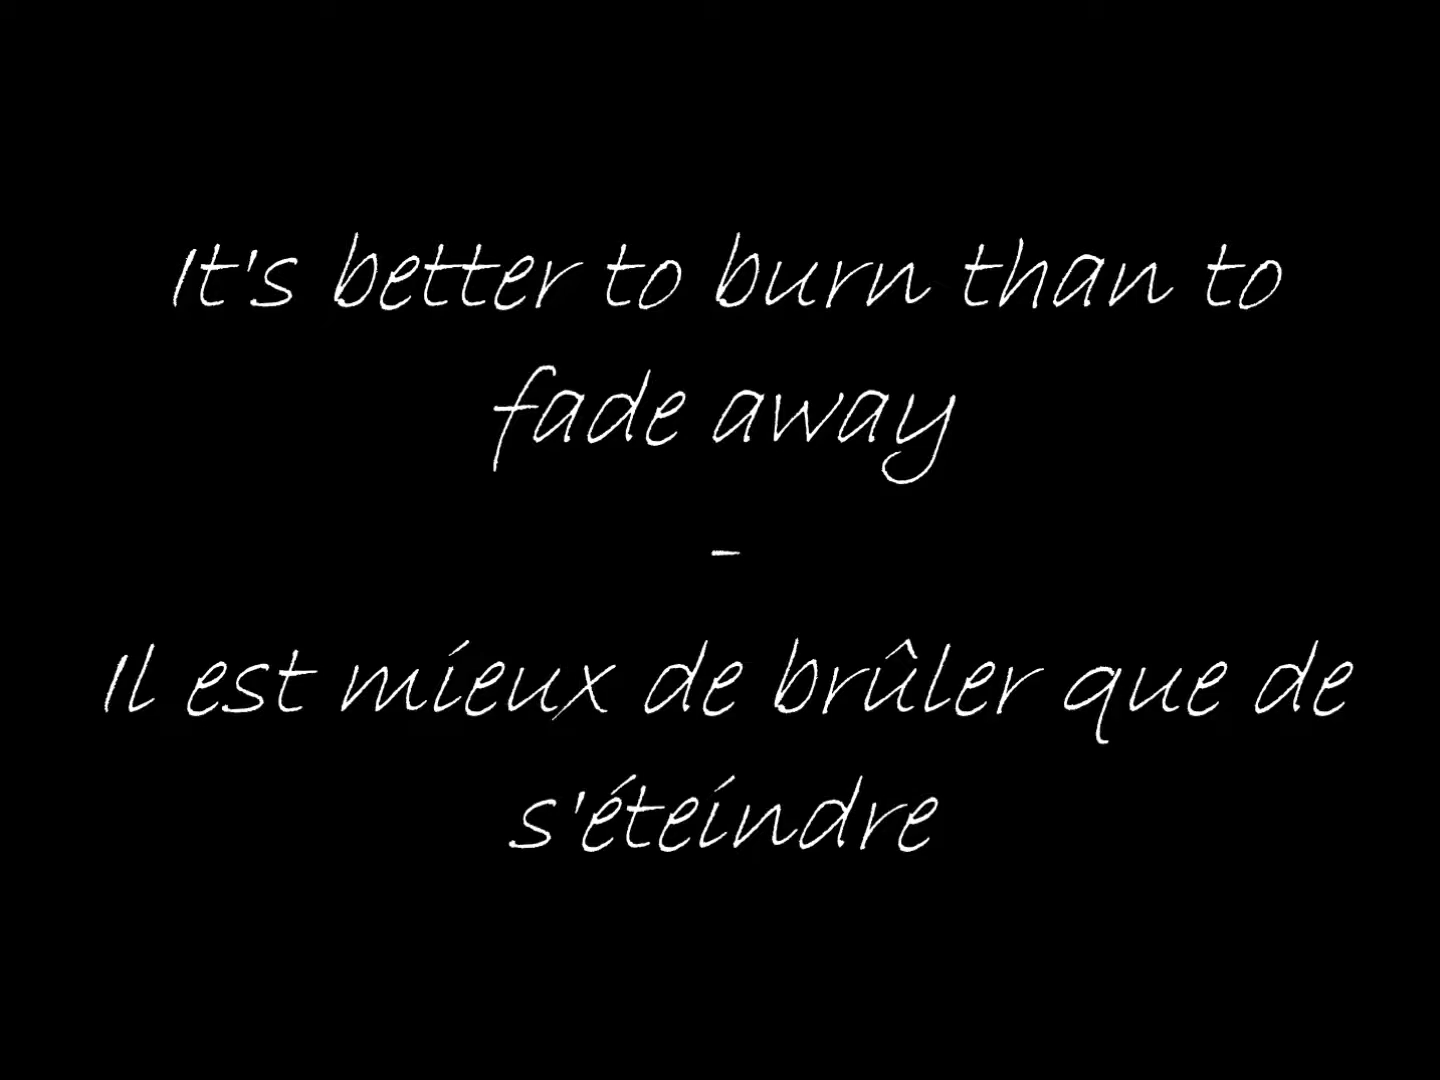 It's better to burn than to
fade away
-
Il est mieux de brûler que de
s'éteindre